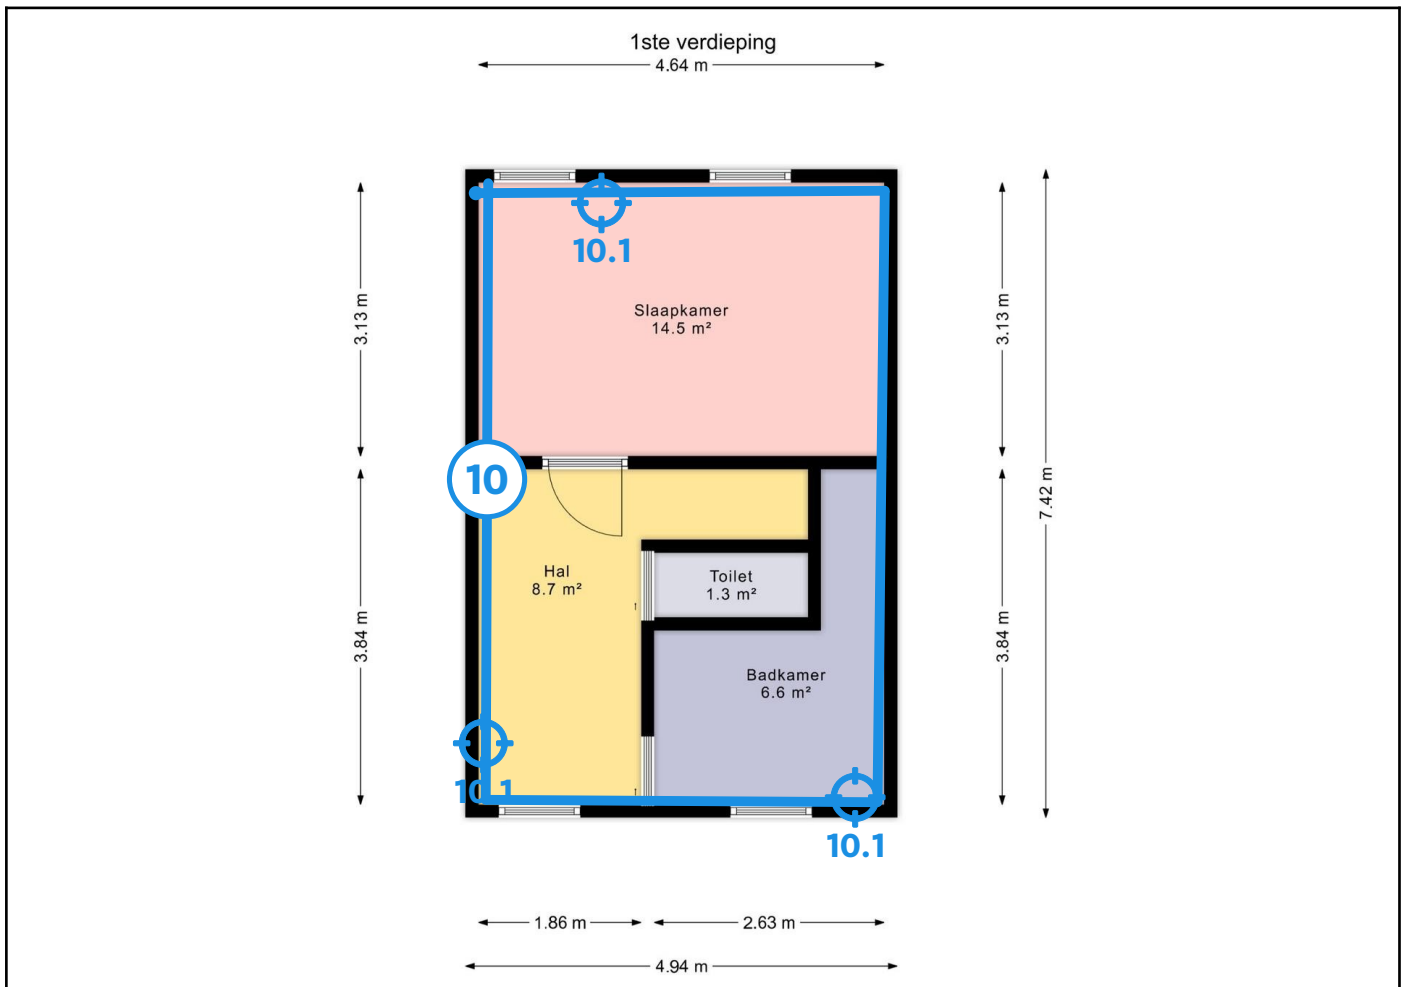 1ste verdieping
4.64 m
10.1
Slaapkamer
14.5 m²
3.13 m
3.13 m
7.42 m
10
Hal
8.7 m²
Toilet
1.3 m²
3.84 m
3.84 m
Badkamer
6.6 m²
10.1
10.1
1.86 m
2.63 m
4.94 m